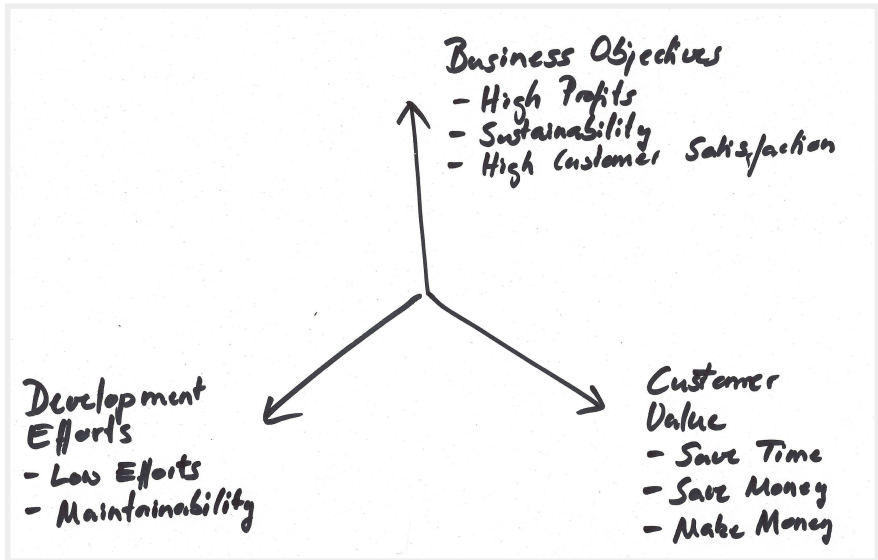 Business Objectives
- High Profits
- Sustainability
- High Customer Satisfaction
Development
Efforts
- Low Efforts
- Maintainability
Customer
Value
- Save Time
- Save Money
- Make Money